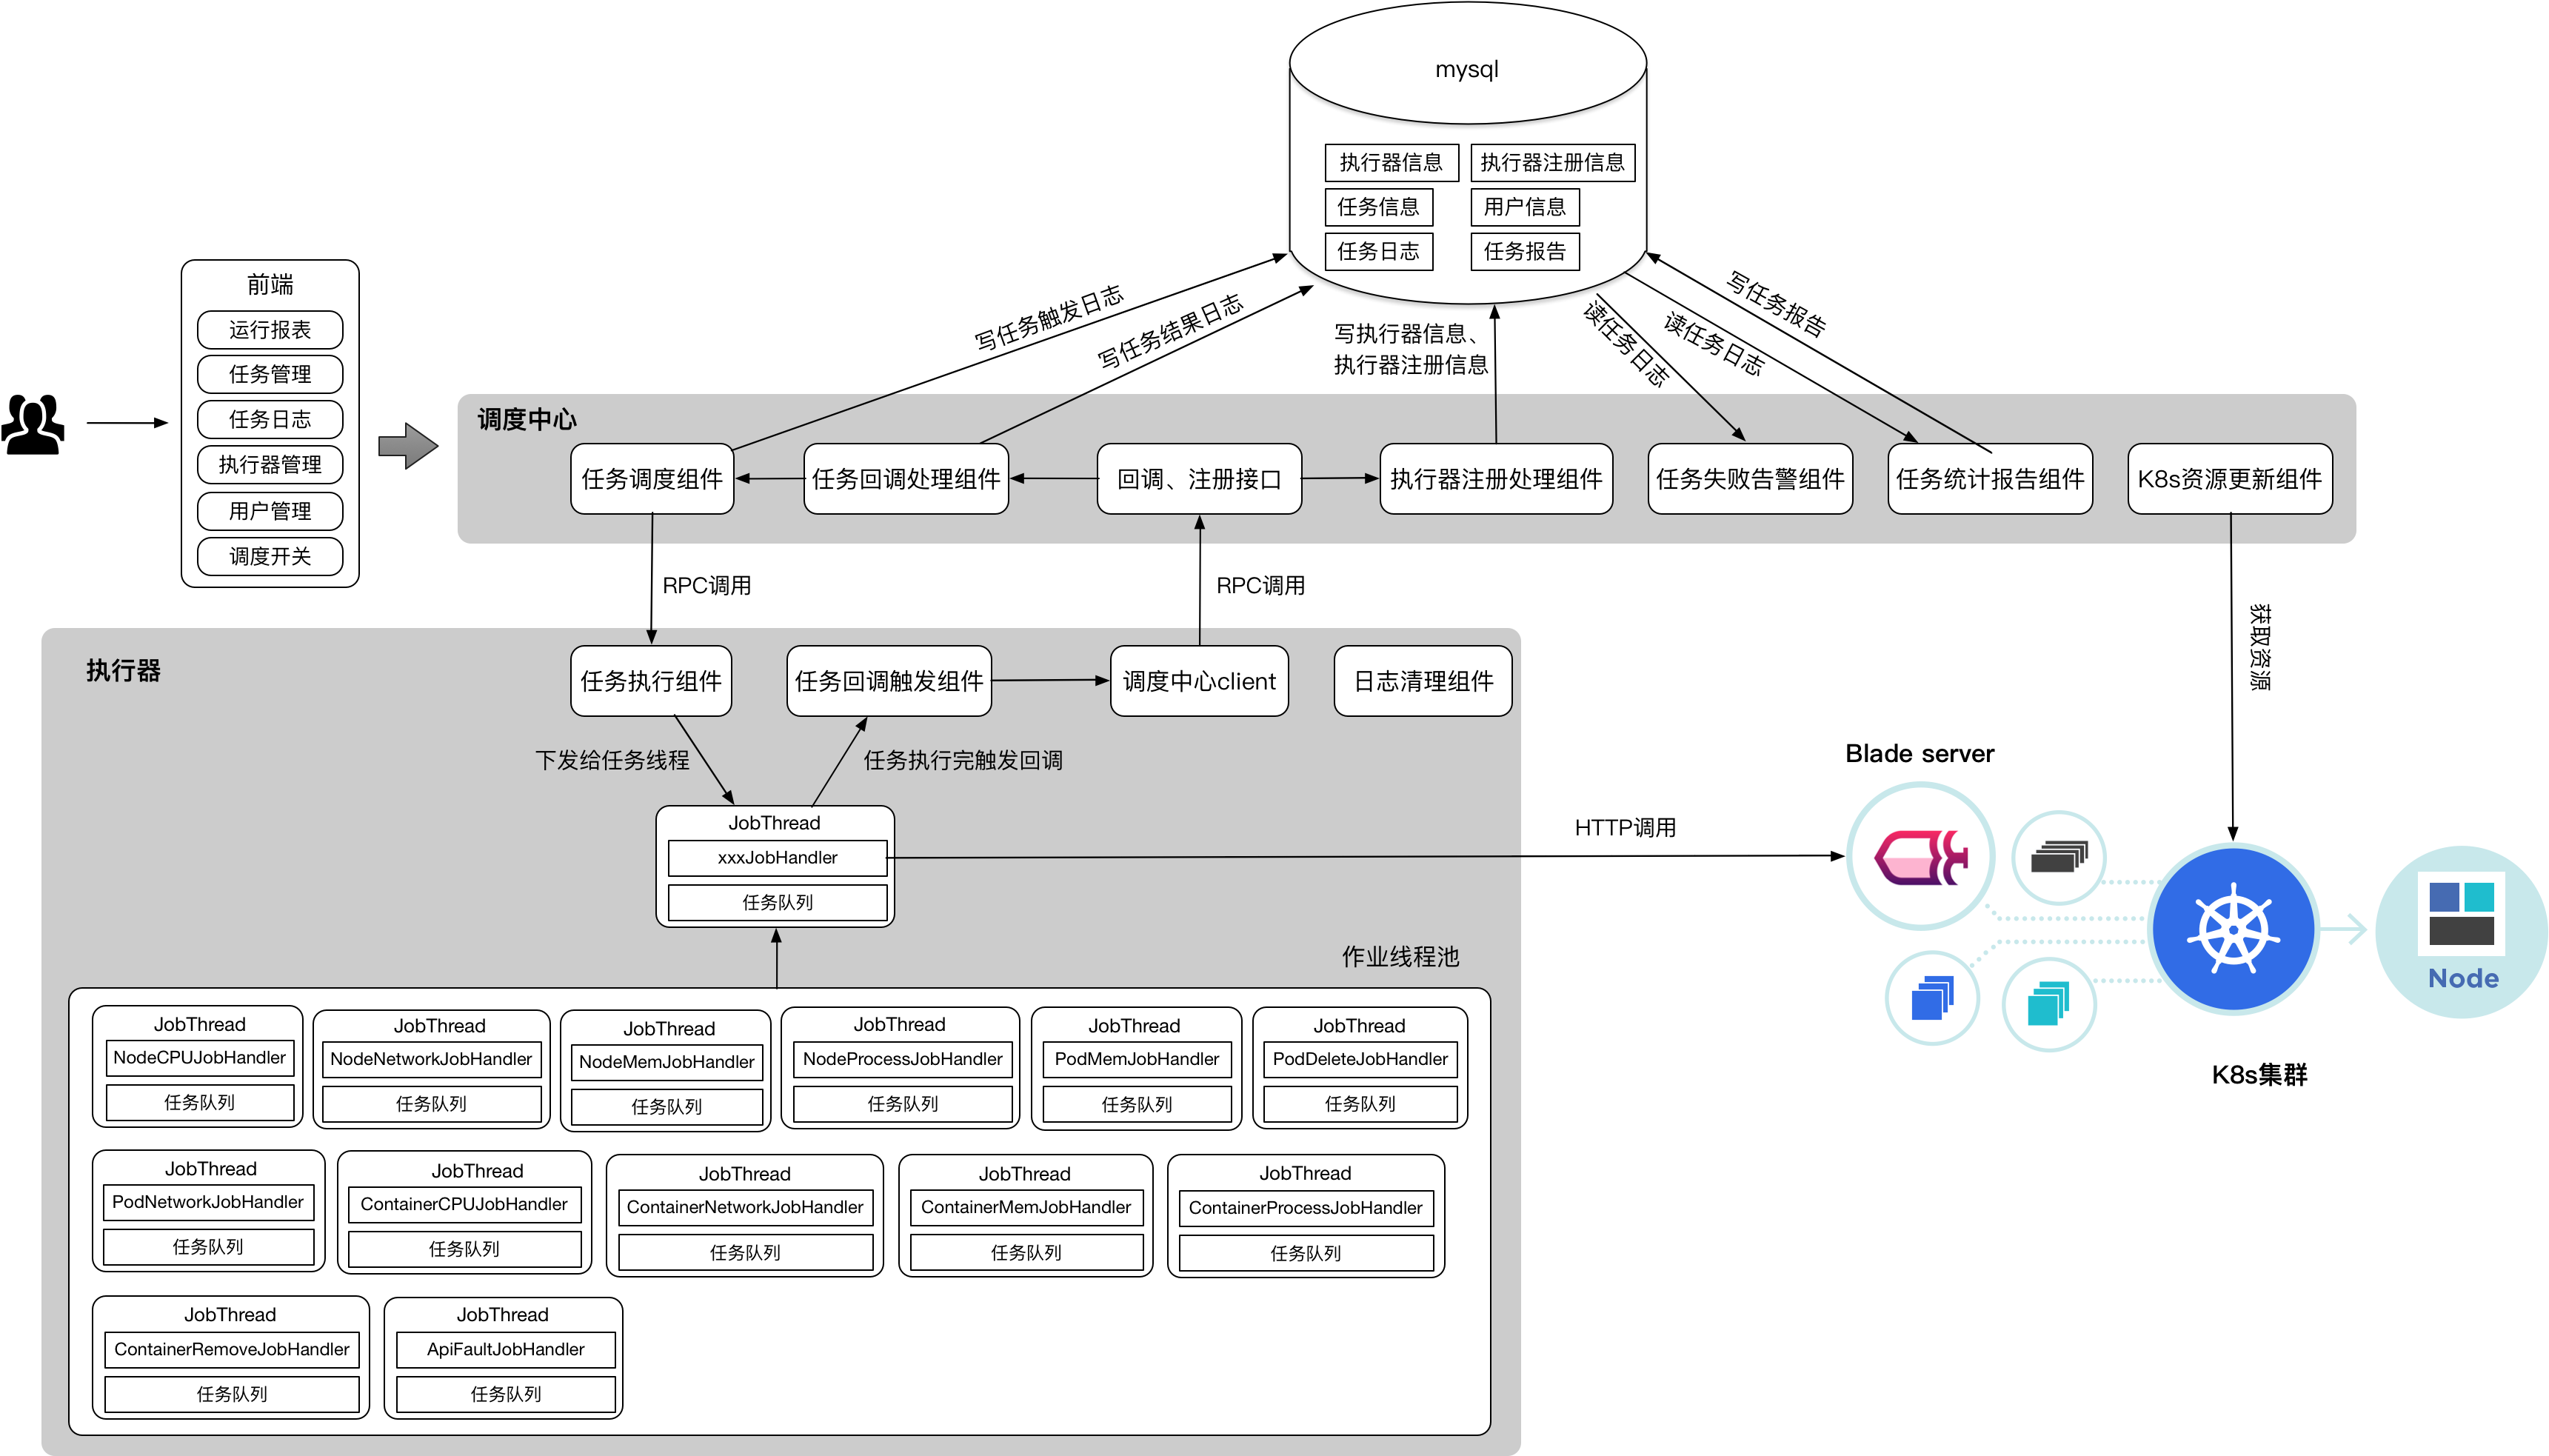 mysql
执行器信息
执行器注册信息
任务信息
用户信息
任务日志
任务报告
前端
运行报表
任务管理
任务日志
执行器管理
用户管理
调度开关
写任务触发日志
写任务结果日志
写执行器信息、
执行器注册信息
读任务日志
读任务日志
写任务报告
调度中心
任务调度组件
任务回调处理组件
回调、注册接口
执行器注册处理组件
任务失败告警组件
任务统计报告组件
K8s资源更新组件
RPC调用
RPC调用
获取资源
执行器
任务执行组件
任务回调触发组件
调度中心client
日志清理组件
下发给任务线程
任务执行完触发回调
JobThread
xxxJobHandler
任务队列
HTTP调用
Blade server
Node
K8s集群
作业线程池
JobThread
NodeCPUJobHandler
任务队列
JobThread
NodeNetworkJobHandler
任务队列
JobThread
NodeMemJobHandler
任务队列
JobThread
NodeProcessJobHandler
任务队列
JobThread
PodMemJobHandler
任务队列
JobThread
PodDeleteJobHandler
任务队列
JobThread
PodNetworkJobHandler
任务队列
JobThread
ContainerCPUJobHandler
任务队列
JobThread
ContainerNetworkJobHandler
任务队列
JobThread
ContainerMemJobHandler
任务队列
JobThread
ContainerProcessJobHandler
任务队列
JobThread
ContainerRemoveJobHandler
任务队列
JobThread
ApiFaultJobHandler
任务队列